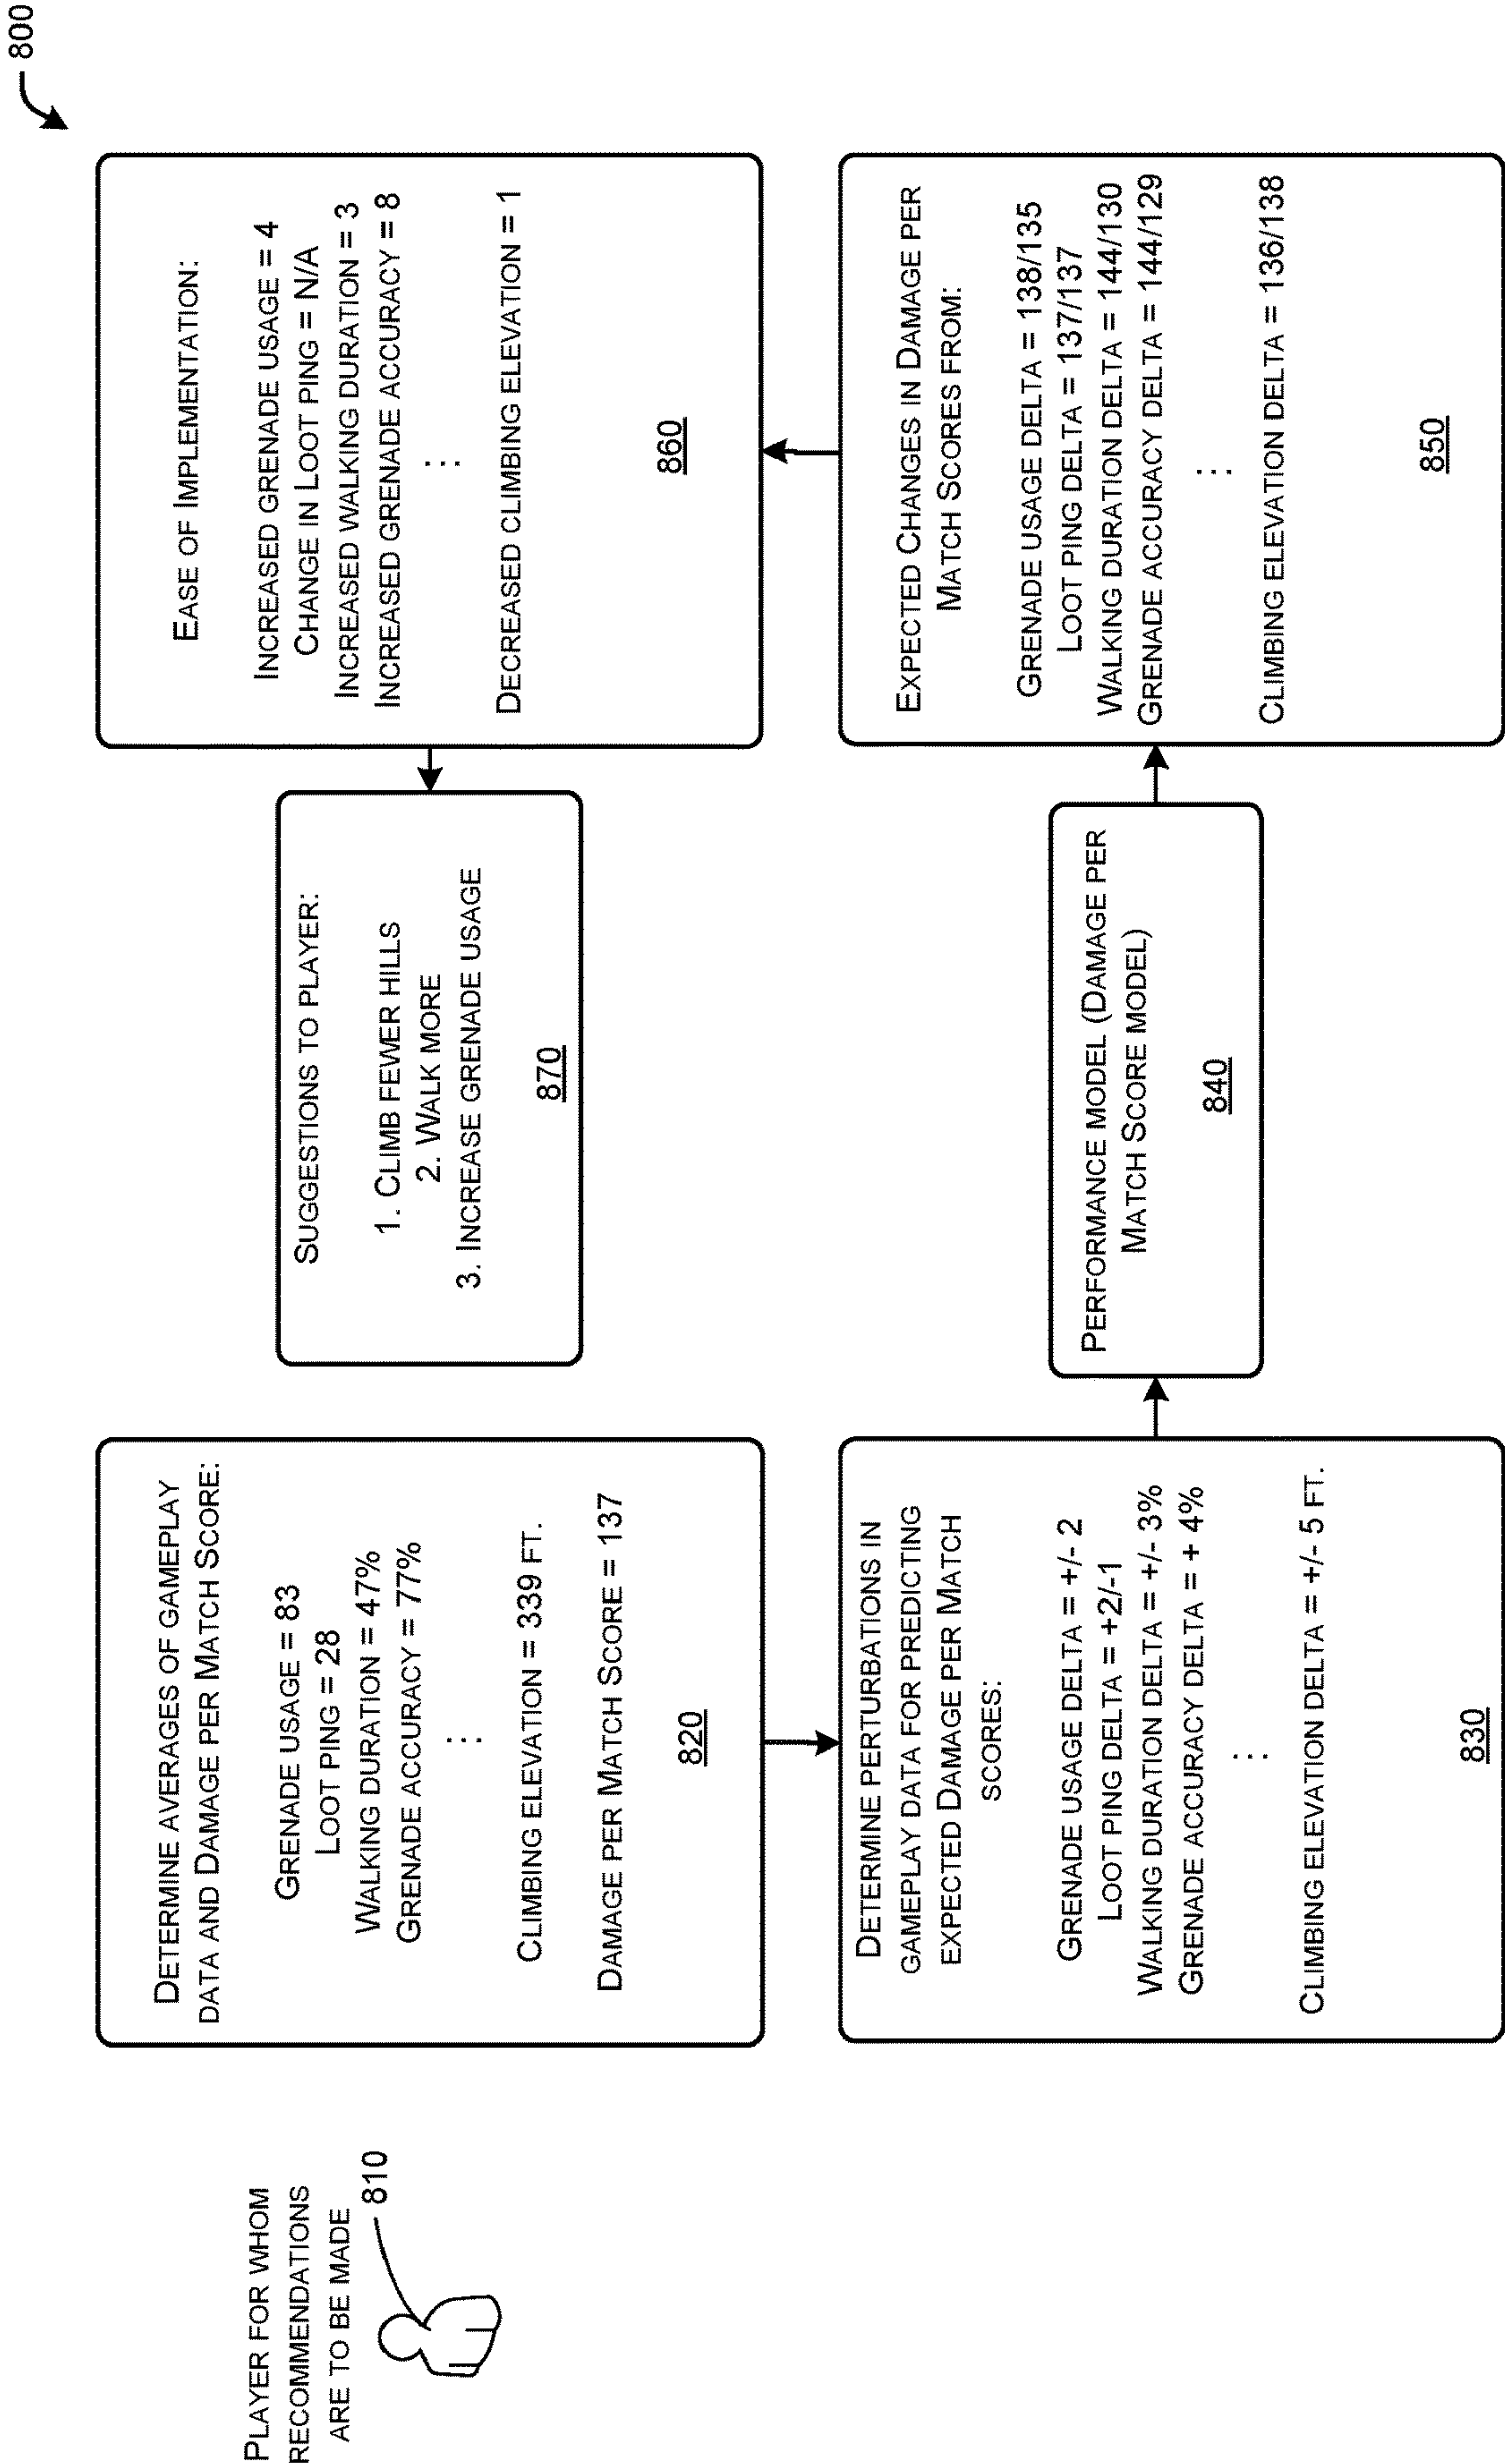 800
PLAYER FOR WHOM
RECOMMENDATIONS
ARE TO BE MADE
810
DETERMINE AVERAGES OF GAMEPLAY
DATA AND DAMAGE PER MATCH SCORE:
GRENADE USAGE = 83
LOOT PING = 28
WALKING DURATION = 47%
GRENADE ACCURACY = 77%
...
CLIMBING ELEVATION = 339 FT.
DAMAGE PER MATCH SCORE = 137
820
DETERMINE PERTURBATIONS IN
GAMEPLAY DATA FOR PREDICTING
EXPECTED DAMAGE PER MATCH
SCORES:
GRENADE USAGE DELTA = +/- 2
LOOT PING DELTA = +2/-1
WALKING DURATION DELTA = +/- 3%
GRENADE ACCURACY DELTA = + 4%
...
CLIMBING ELEVATION DELTA = +/- 5 FT.
830
PERFORMANCE MODEL (DAMAGE PER
MATCH SCORE MODEL)
840
EXPECTED CHANGES IN DAMAGE PER
MATCH SCORES FROM:
GRENADE USAGE DELTA = 138/135
LOOT PING DELTA = 137/137
WALKING DURATION DELTA = 144/130
GRENADE ACCURACY DELTA = 144/129
...
CLIMBING ELEVATION DELTA = 136/138
850
EASE OF IMPLEMENTATION:
INCREASED GRENADE USAGE = 4
CHANGE IN LOOT PING = N/A
INCREASED WALKING DURATION = 3
INCREASED GRENADE ACCURACY = 8
...
DECREASED CLIMBING ELEVATION = 1
860
SUGGESTIONS TO PLAYER:
1. CLIMB FEWER HILLS
2. WALK MORE
3. INCREASE GRENADE USAGE
870